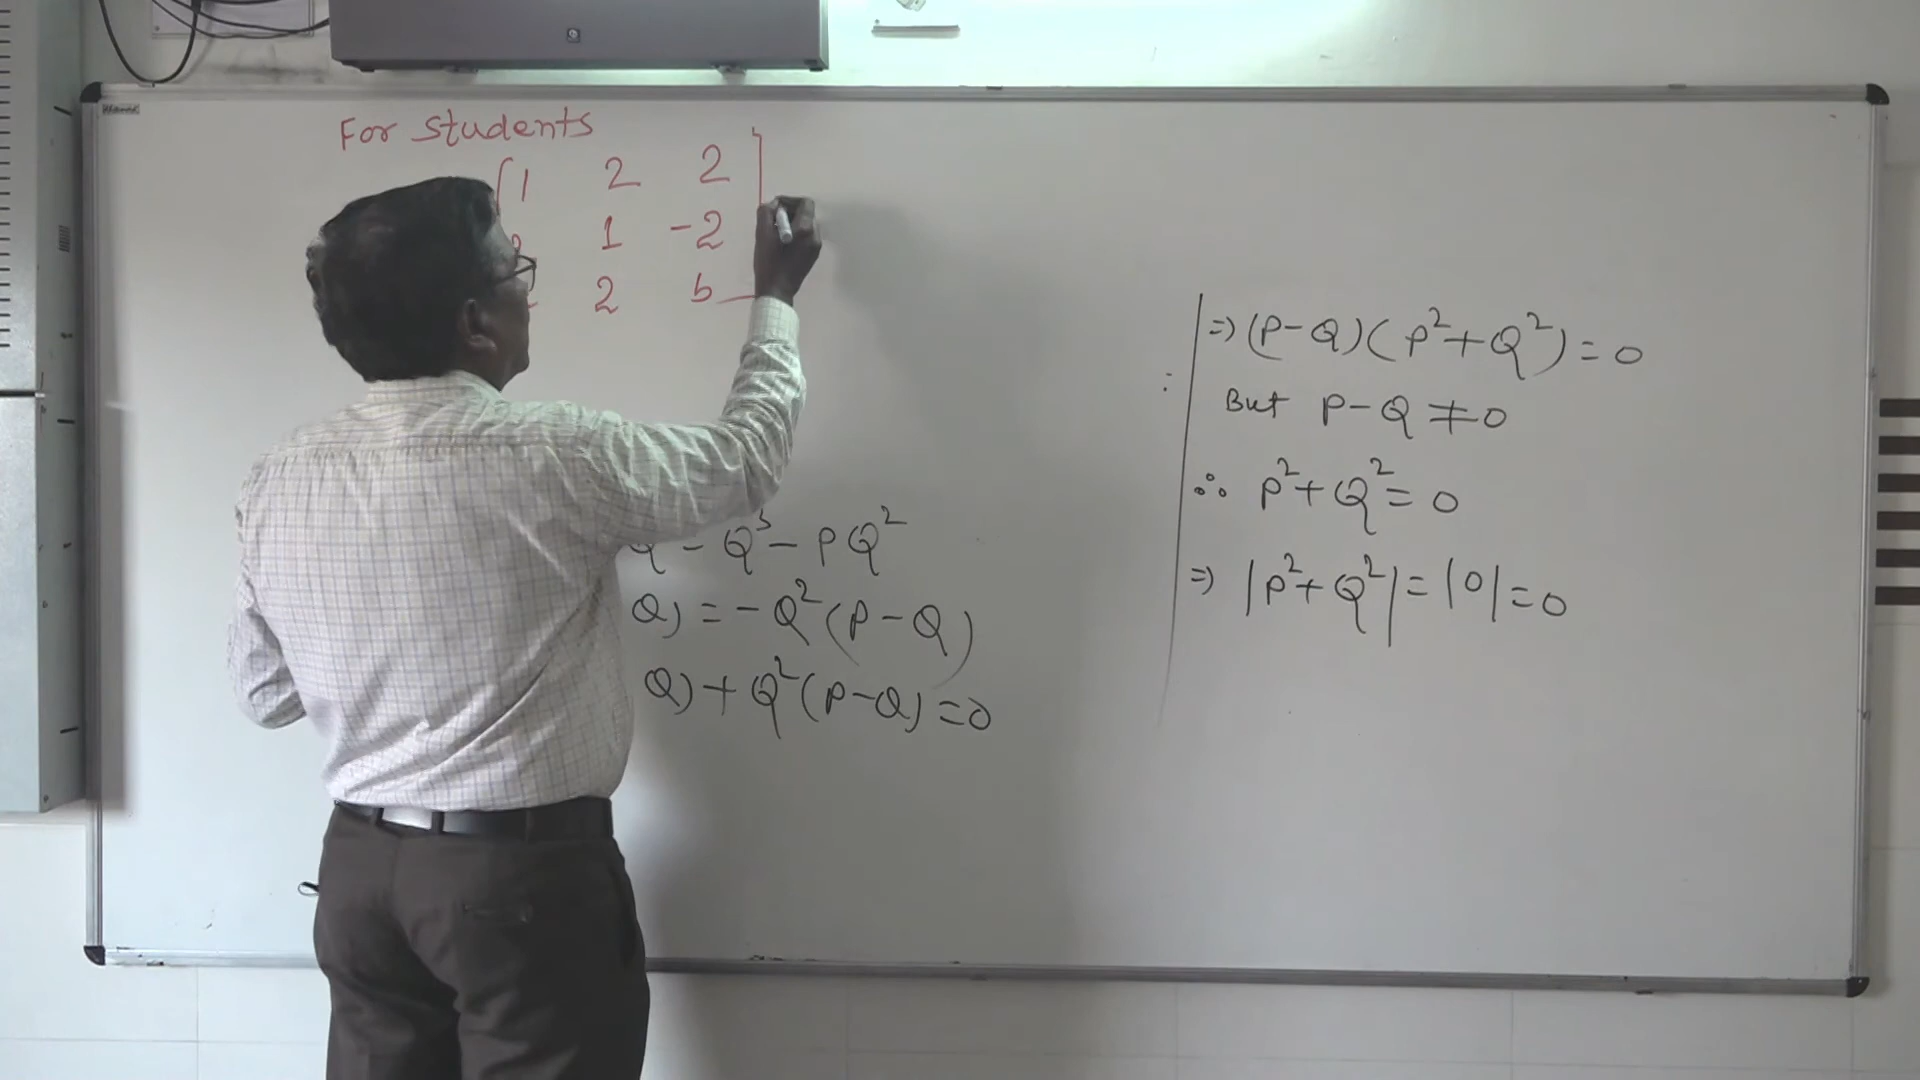 For students
1 2 2
1 -2
2 b
- Q³ - PQ²
Q) = -Q²(P-Q)
Q) + Q²(P-Q) = 0
⇒ (P-Q)(P²+Q²) = 0
But P-Q ≠ 0
∴ P²+Q² = 0
⇒ |P²+Q²| = |0| = 0